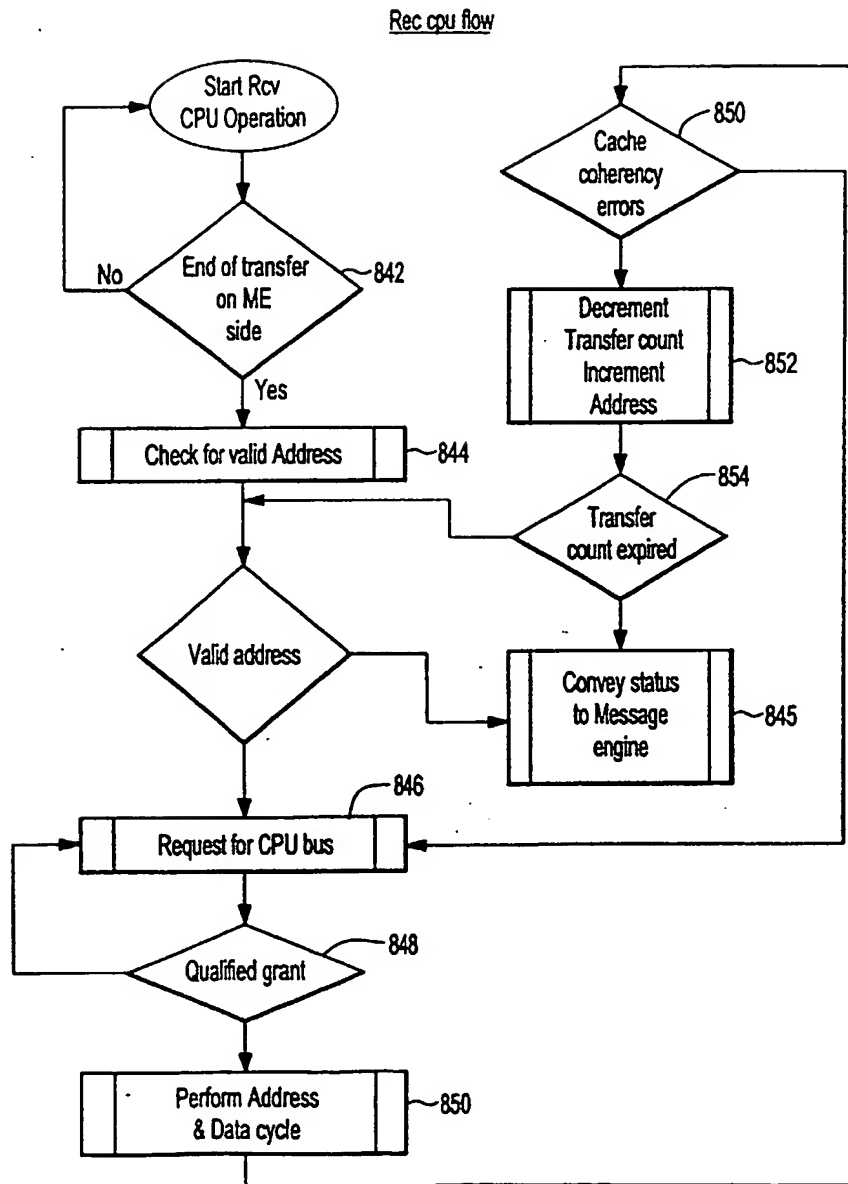 Rec cpu flow
Start Rcv
CPU Operation
End of transfer
on ME
side
842
No
Yes
Check for valid Address
844
Valid address
846
Request for CPU bus
Qualified grant
848
Perform Address
& Data cycle
850
Cache
coherency
errors
850
Decrement
Transfer count
Increment
Address
852
854
Transfer
count expired
Convey status
to Message
engine
845